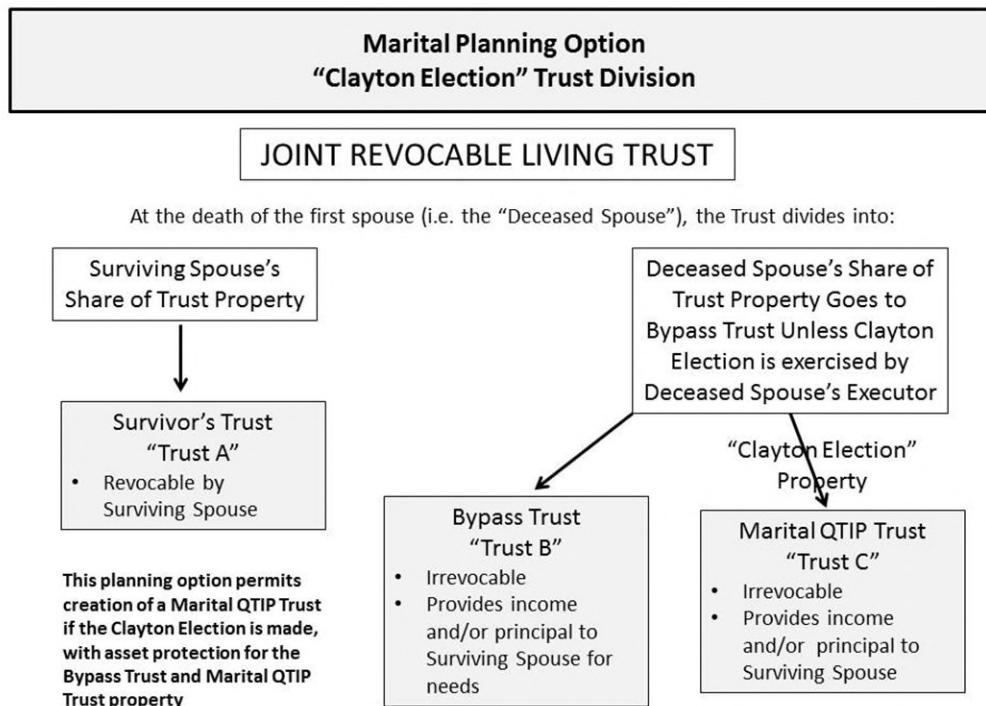 Marital Planning Option
“Clayton Election” Trust Division
JOINT REVOCABLE LIVING TRUST
At the death of the first spouse (i.e. the “Deceased Spouse”), the Trust divides into:
Surviving Spouse’s
Share of Trust Property
Deceased Spouse’s Share of
Trust Property Goes to
Bypass Trust Unless Clayton
Election is exercised by
Deceased Spouse’s Executor
Survivor’s Trust
“Trust A”
• Revocable by
Surviving Spouse
“Clayton Election”
Property
Bypass Trust
“Trust B”
• Irrevocable
• Provides income
and/or principal to
Surviving Spouse for
needs
Marital QTIP Trust
“Trust C”
• Irrevocable
• Provides income
and/or principal to
Surviving Spouse
This planning option permits
creation of a Marital QTIP Trust
if the Clayton Election is made,
with asset protection for the
Bypass Trust and Marital QTIP
Trust property